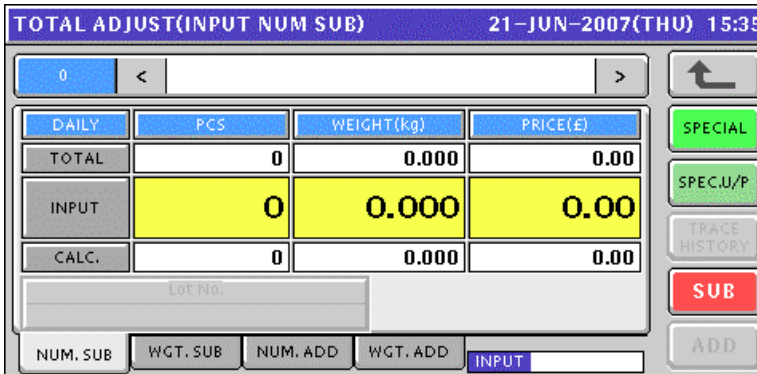 TOTAL ADJUST(INPUT NUM SUB) 21-JUN-2007(THU) 15:35
0 < >
DAILY PCS WEIGHT(kg) PRICE(£)
SPECIAL
TOTAL 0 0.000 0.00
SPEC.U/P
INPUT 0 0.000 0.00
TRACE
HISTORY
CALC. 0 0.000 0.00
Lot No.
SUB
NUM. SUB WGT. SUB NUM. ADD WGT. ADD INPUT
ADD